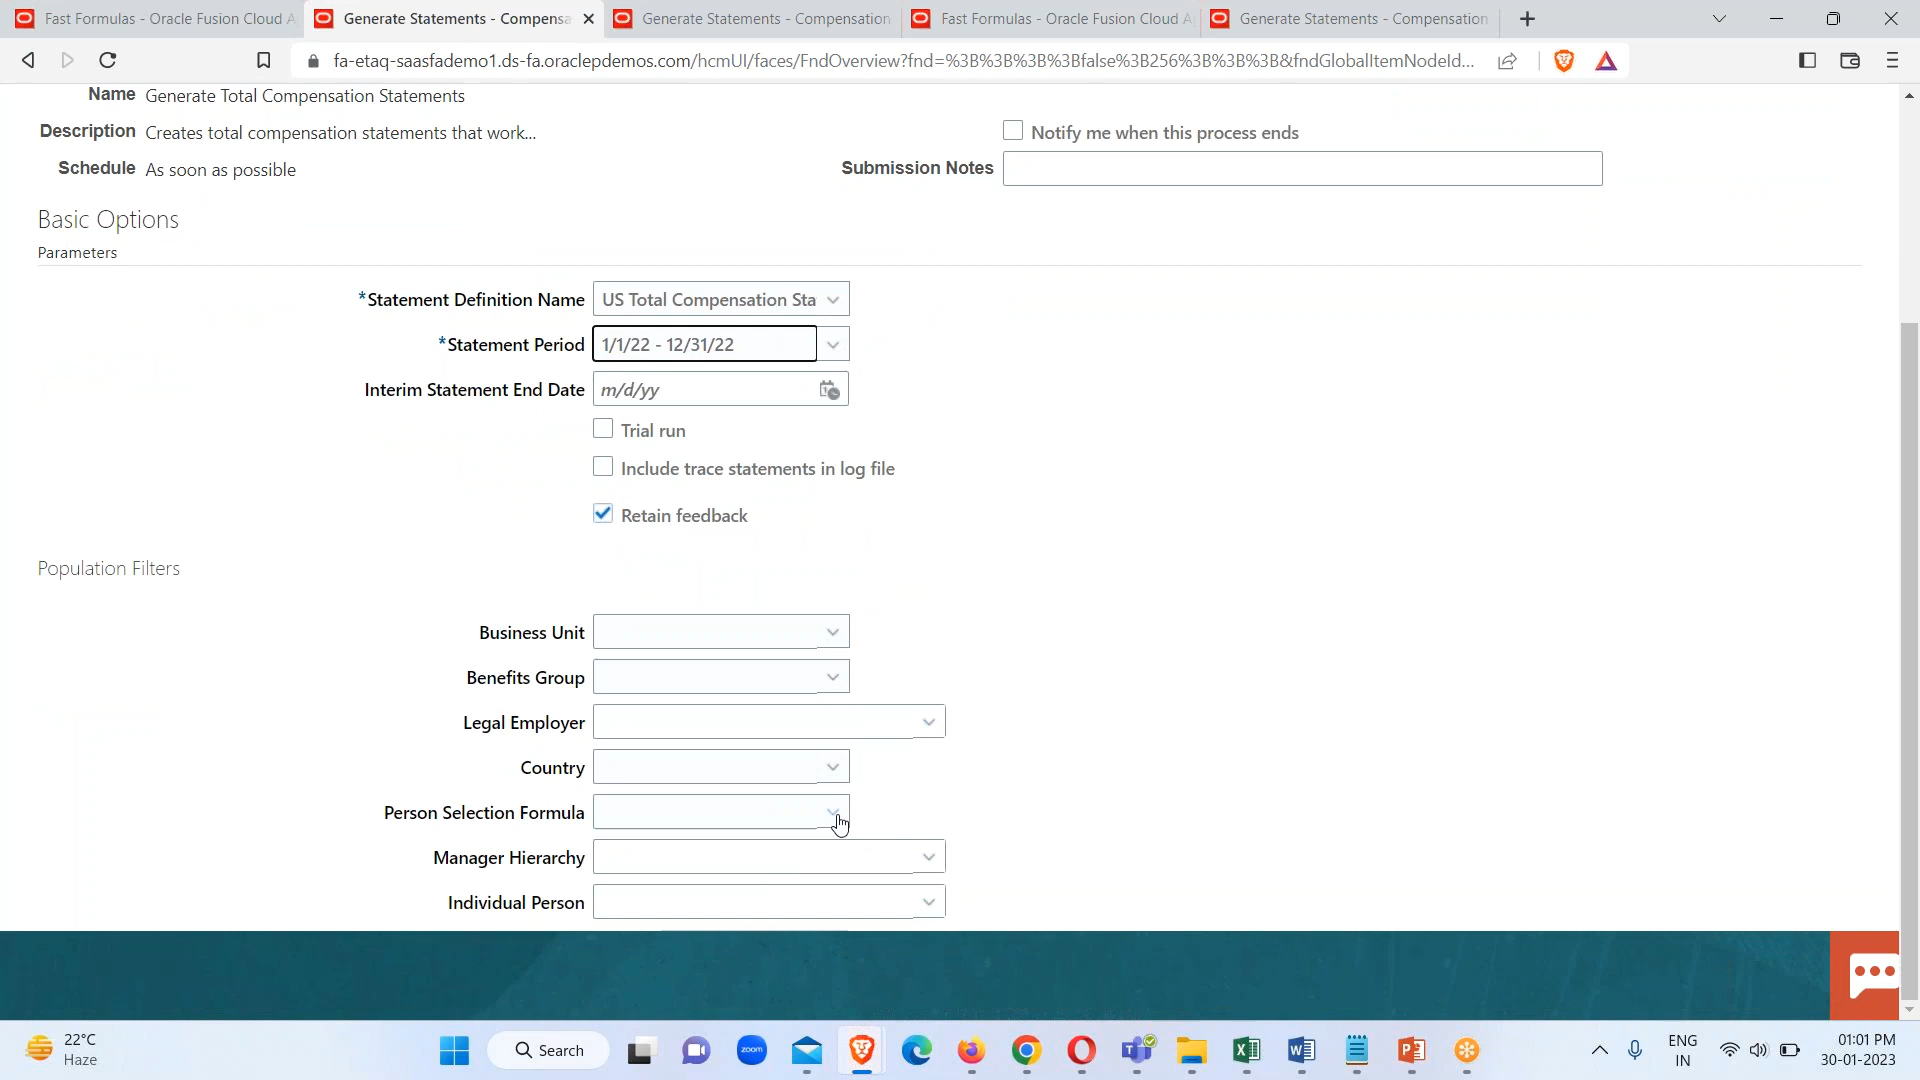 Fast Formulas - Oracle Fusion Cloud A
Generate Statements - Compensa
Generate Statements - Compensation
Fast Formulas - Oracle Fusion Cloud A
Generate Statements - Compensation
fa-etaq-saasfademo1.ds-fa.oraclepdemos.com/hcmUI/faces/FndOverview?fnd=%3B%3B%3B%3Bfalse%3B256%3B%3B%3B&fndGlobalItemNodeId...
Name Generate Total Compensation Statements
Description Creates total compensation statements that work...
Notify me when this process ends
Schedule As soon as possible
Submission Notes
Basic Options
Parameters
*Statement Definition Name US Total Compensation Sta
*Statement Period 1/1/22 - 12/31/22
Interim Statement End Date m/d/yy
Trial run
Include trace statements in log file
Retain feedback
Population Filters
Business Unit
Benefits Group
Legal Employer
Country
Person Selection Formula
Manager Hierarchy
Individual Person
22°C
Haze
Search
zoom
ENG
IN
01:01 PM
30-01-2023